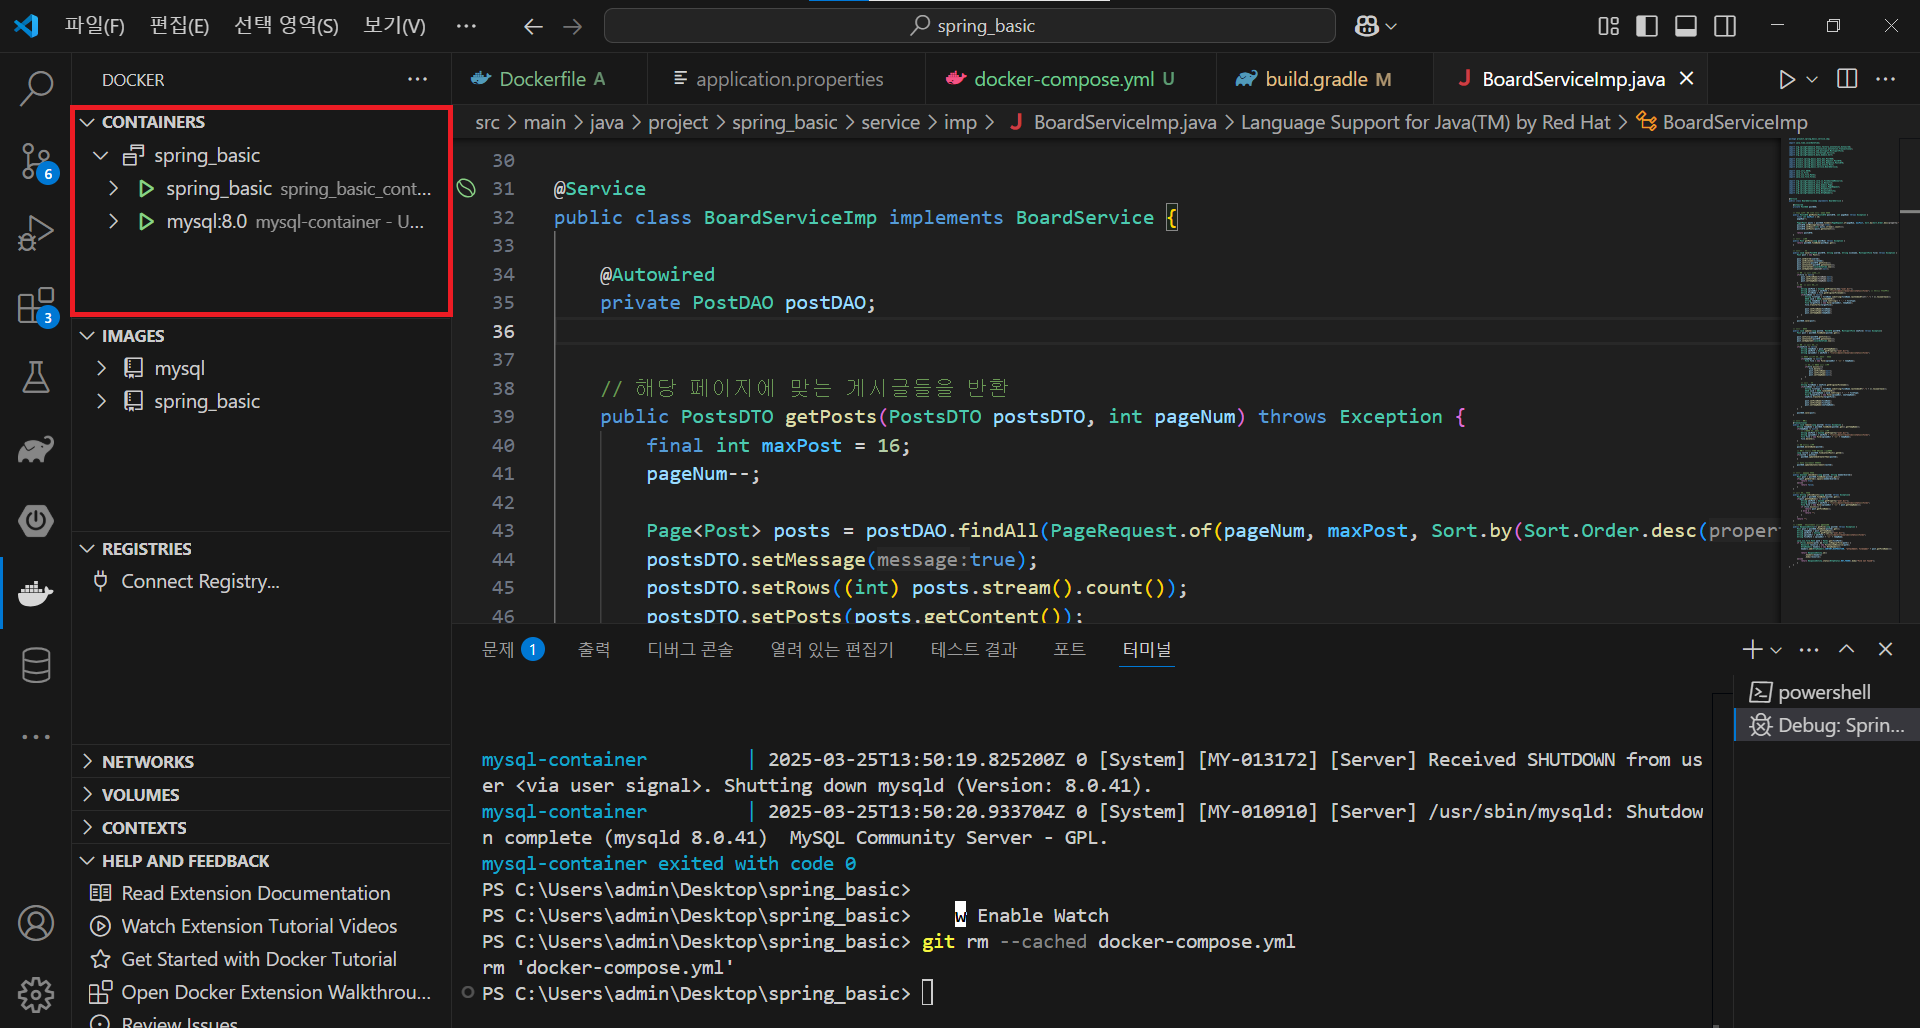 파일(F) 편집(E) 선택 영역(S) 보기(V) ··· spring_basic
DOCKER ···
Dockerfile A application.properties docker-compose.yml U build.gradle M BoardServiceImp.java
src > main > java > project > spring_basic > service > imp > BoardServiceImp.java > Language Support for Java(TM) by Red Hat > BoardServiceImp
6
3
CONTAINERS
spring_basic
spring_basic spring_basic_cont...
mysql:8.0 mysql-container - U...
IMAGES
mysql
spring_basic
REGISTRIES
Connect Registry...
NETWORKS
VOLUMES
CONTEXTS
HELP AND FEEDBACK
Read Extension Documentation
Watch Extension Tutorial Videos
Get Started with Docker Tutorial
Open Docker Extension Walkthrou...
Review Issues
30
31 @Service
32 public class BoardServiceImp implements BoardService {
33
34 @Autowired
35 private PostDAO postDAO;
36
37
38 // 해당 페이지에 맞는 게시글들을 반환
39 public PostsDTO getPosts(PostsDTO postsDTO, int pageNum) throws Exception {
40 final int maxPost = 16;
41 pageNum--;
42
43 Page<Post> posts = postDAO.findAll(PageRequest.of(pageNum, maxPost, Sort.by(Sort.Order.desc(proper
44 postsDTO.setMessage(message:true);
45 postsDTO.setRows((int) posts.stream().count());
46 postsDTO.setPosts(posts.getContent());
문제 1 출력 디버그 콘솔 열려 있는 편집기 테스트 결과 포트 터미널
powershell
Debug: Sprin...
mysql-container | 2025-03-25T13:50:19.825200Z 0 [System] [MY-013172] [Server] Received SHUTDOWN from us
er <via user signal>. Shutting down mysqld (Version: 8.0.41).
mysql-container | 2025-03-25T13:50:20.933704Z 0 [System] [MY-010910] [Server] /usr/sbin/mysqld: Shutdow
n complete (mysqld 8.0.41)  MySQL Community Server - GPL.
mysql-container exited with code 0
PS C:\Users\admin\Desktop\spring_basic>
PS C:\Users\admin\Desktop\spring_basic> w Enable Watch
PS C:\Users\admin\Desktop\spring_basic> git rm --cached docker-compose.yml
rm 'docker-compose.yml'
PS C:\Users\admin\Desktop\spring_basic>